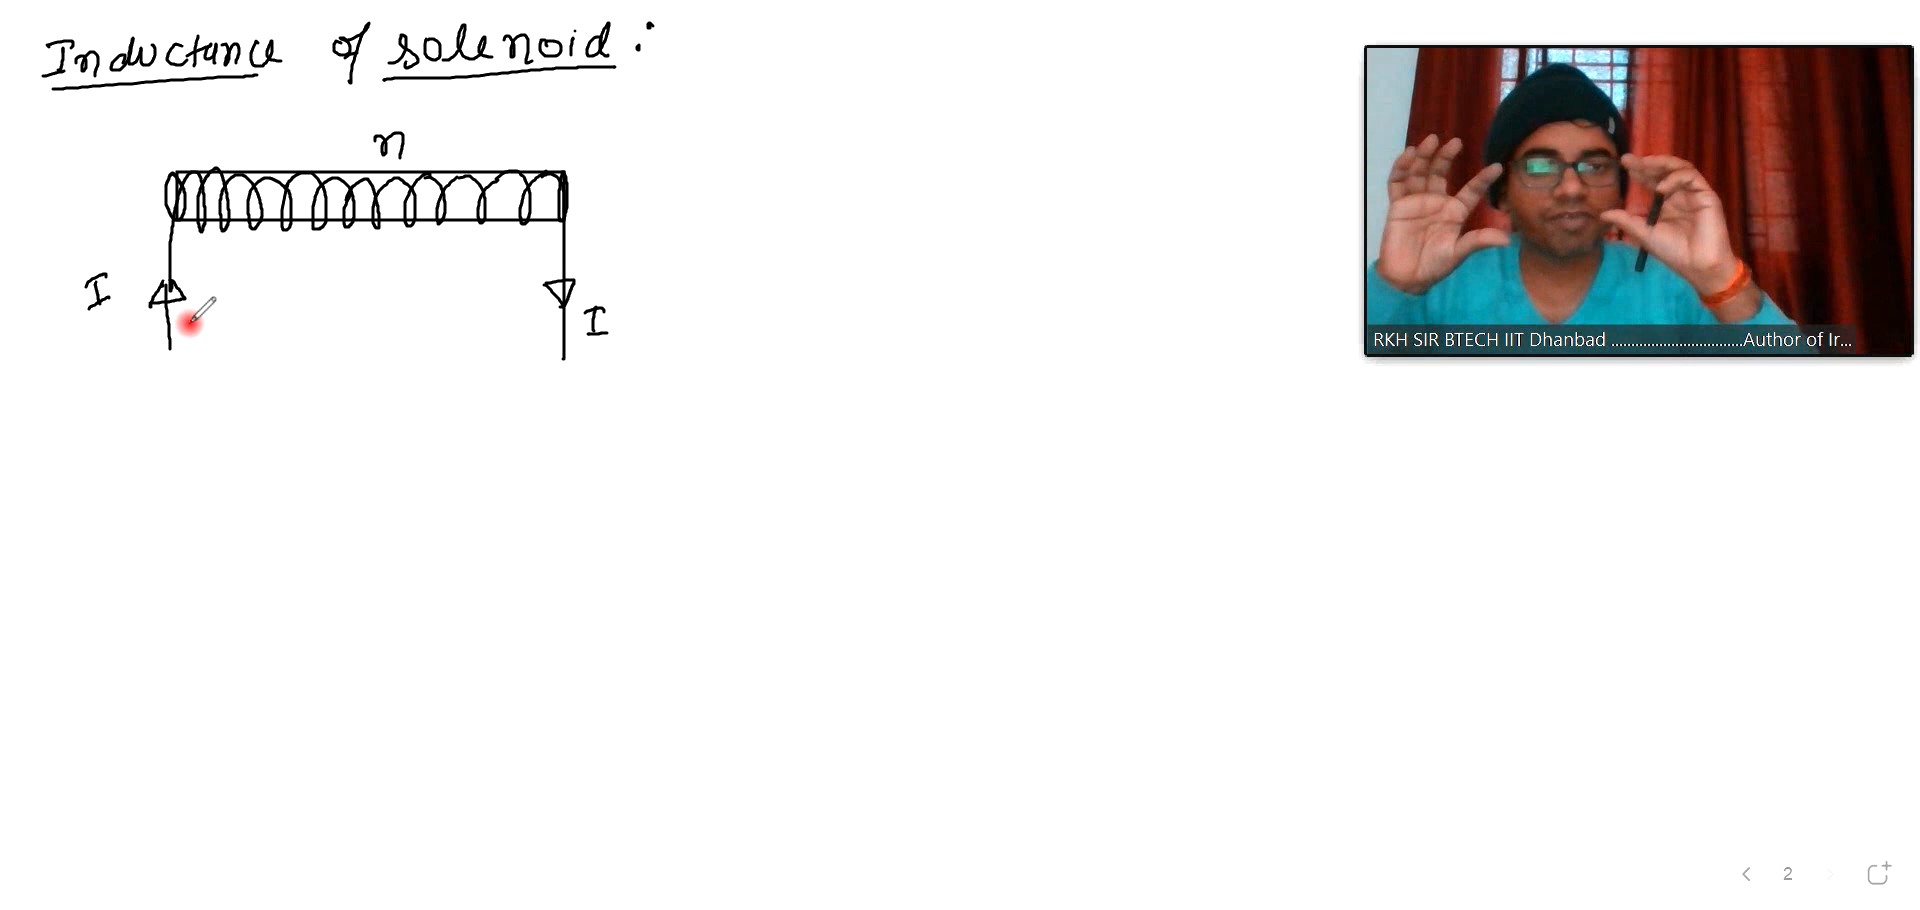 Inductance of solenoid :
n
I
I
RKH SIR BTECH IIT Dhanbad ..................................Author of Ir...
2